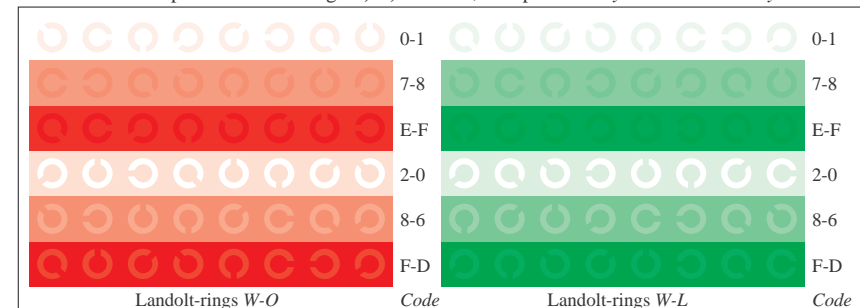 0-1 0-1
7-8 7-8
E-F E-F
2-0 2-0
8-6 8-6
F-D F-D
Landolt-rings W-O Code Landolt-rings W-L Code